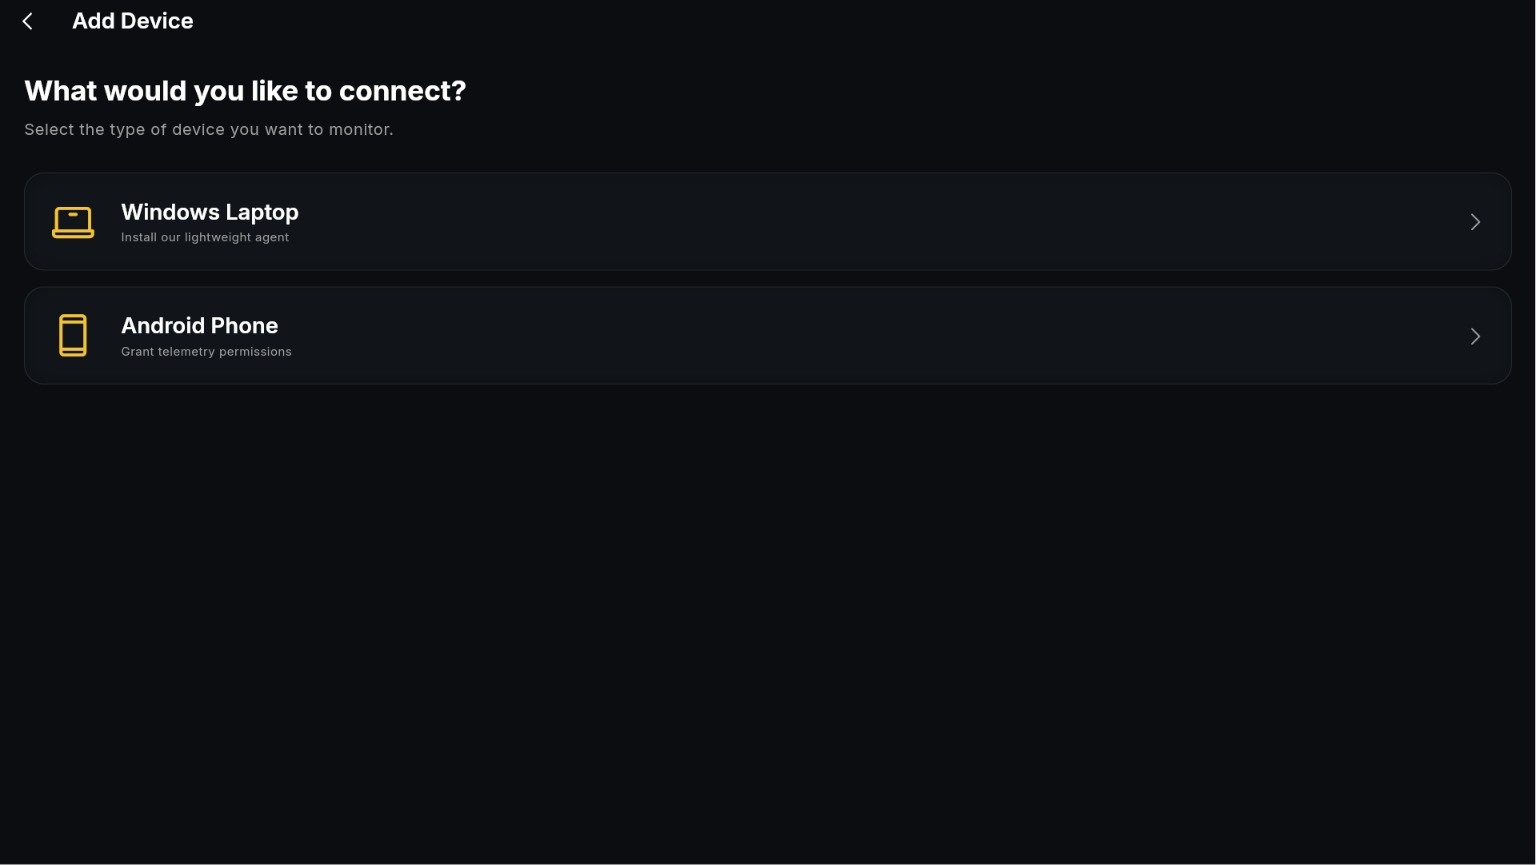 Add Device
What would you like to connect?
Select the type of device you want to monitor.
Windows Laptop
Install our lightweight agent
Android Phone
Grant telemetry permissions